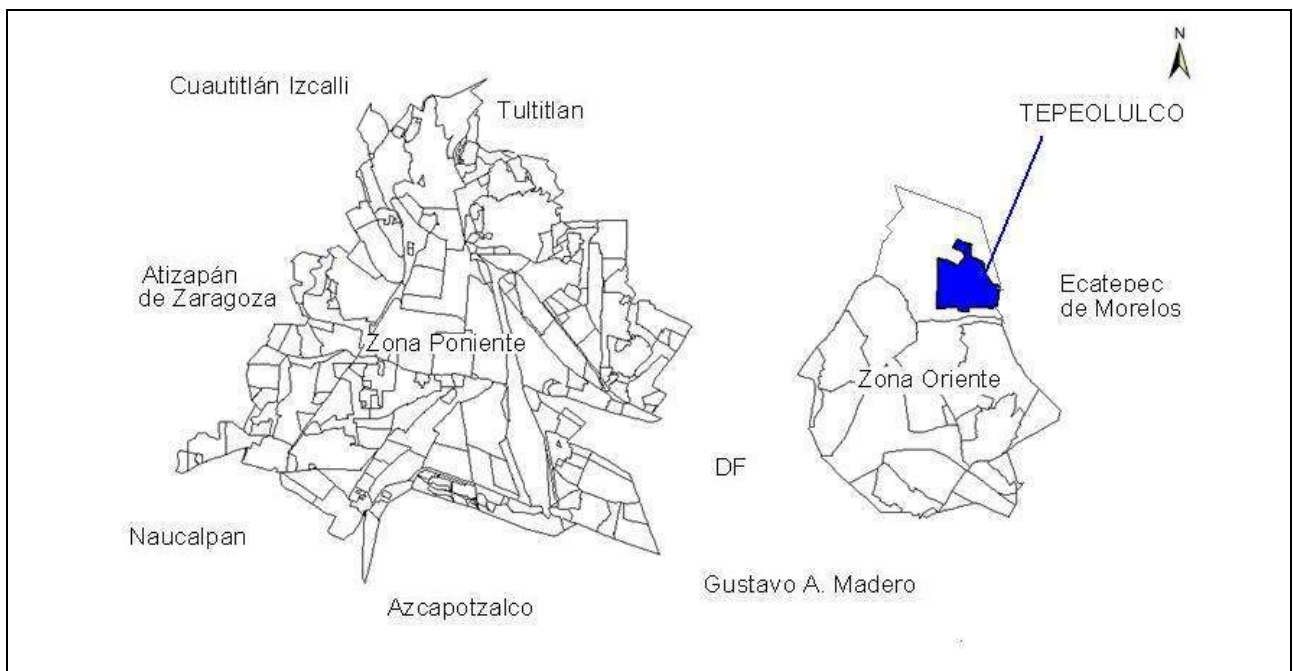 N
Cuautitlán Izcalli
Tultitlan
TEPEOLULCO
Atizapán
de Zaragoza
Ecatepec
de Morelos
Zona Poniente
Zona Oriente
DF
Naucalpan
Gustavo A. Madero
Azcapotzalco